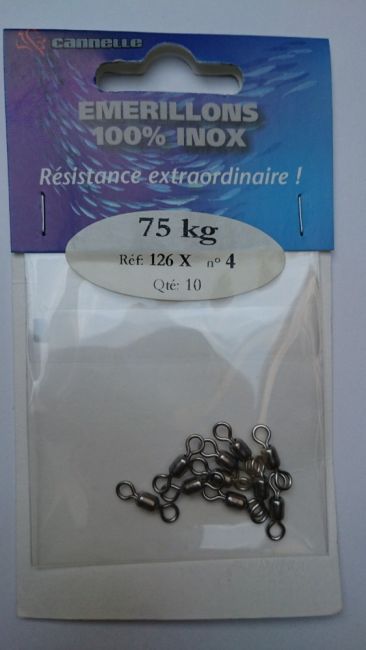 cannelle
EMERILLONS
100% INOX
Résistance extraordinaire !
75 kg
Réf: 126 X n° 4
Qté: 10